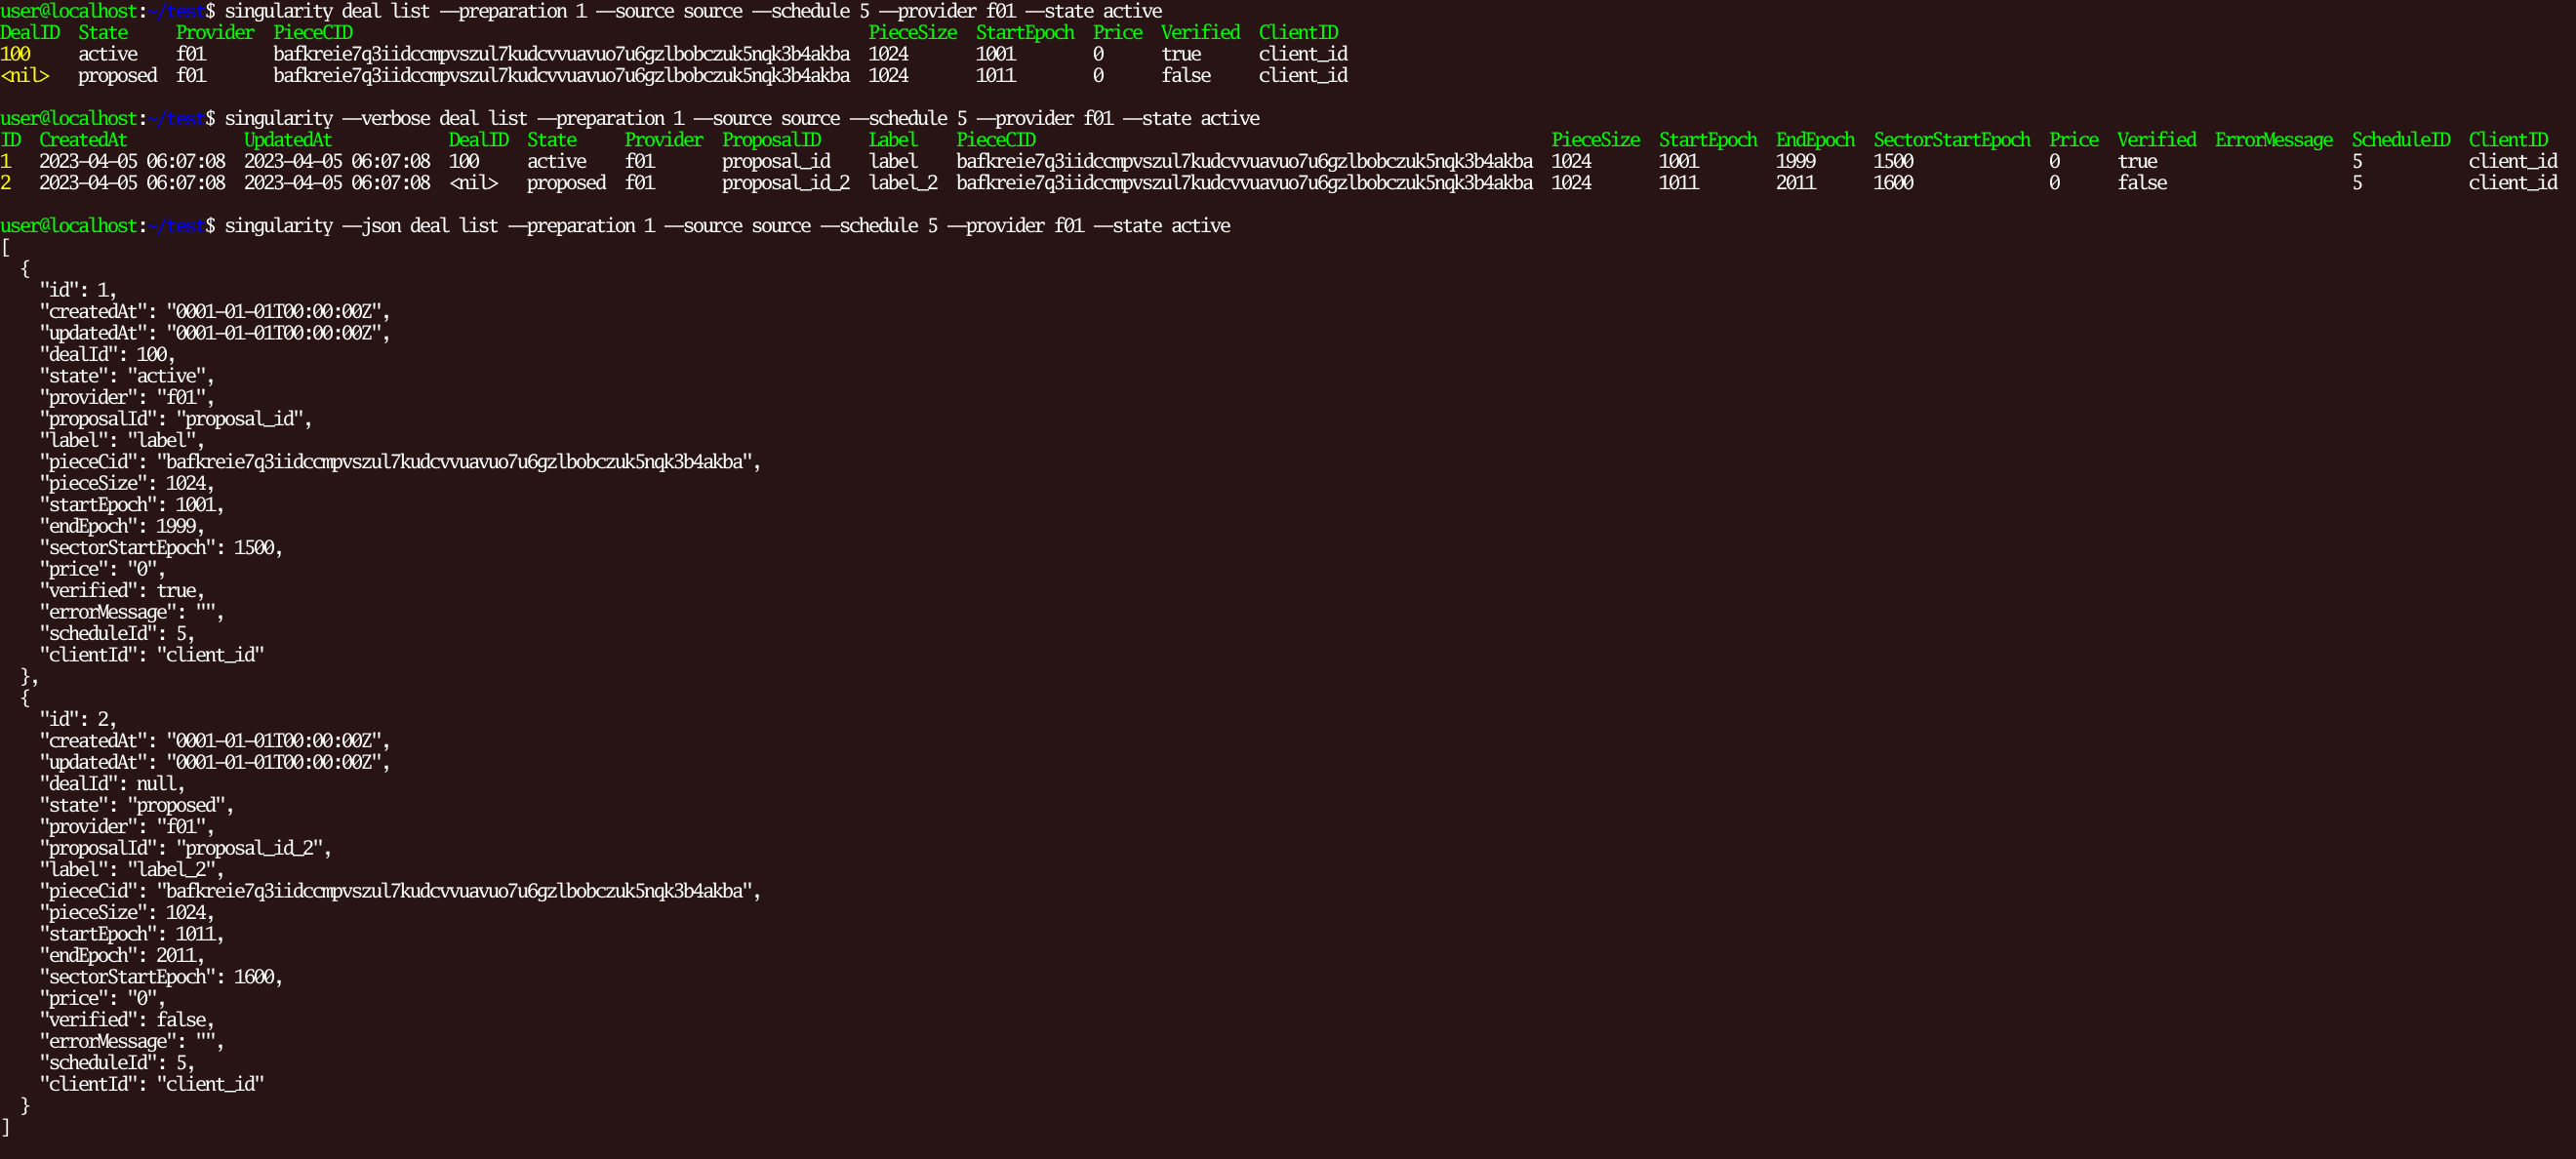 user@localhost:~/test$ singularity deal list --preparation 1 --source source --schedule 5 --provider f01 --state active
DealID  State     Provider  PieceCID                                                     PieceSize  StartEpoch  Price  Verified  ClientID
100     active    f01       bafkreie7q3iidccmpvszul7kudcvvuavuo7u6gzlbobczuk5nqk3b4akba  1024       1001        0      true      client_id
<nil>   proposed  f01       bafkreie7q3iidccmpvszul7kudcvvuavuo7u6gzlbobczuk5nqk3b4akba  1024       1011        0      false     client_id
user@localhost:~/test$ singularity --verbose deal list --preparation 1 --source source --schedule 5 --provider f01 --state active
ID  CreatedAt            UpdatedAt            DealID  State     Provider  ProposalID     Label    PieceCID                                                     PieceSize  StartEpoch  EndEpoch  SectorStartEpoch  Price  Verified  ErrorMessage  ScheduleID  ClientID
1   2023-04-05 06:07:08  2023-04-05 06:07:08  100     active    f01       proposal_id    label    bafkreie7q3iidccmpvszul7kudcvvuavuo7u6gzlbobczuk5nqk3b4akba  1024       1001        1999      1500              0      true                    5           client_id
2   2023-04-05 06:07:08  2023-04-05 06:07:08  <nil>   proposed  f01       proposal_id_2  label_2  bafkreie7q3iidccmpvszul7kudcvvuavuo7u6gzlbobczuk5nqk3b4akba  1024       1011        2011      1600              0      false                   5           client_id
user@localhost:~/test$ singularity --json deal list --preparation 1 --source source --schedule 5 --provider f01 --state active
[
  {
    "id": 1,
    "createdAt": "0001-01-01T00:00:00Z",
    "updatedAt": "0001-01-01T00:00:00Z",
    "dealId": 100,
    "state": "active",
    "provider": "f01",
    "proposalId": "proposal_id",
    "label": "label",
    "pieceCid": "bafkreie7q3iidccmpvszul7kudcvvuavuo7u6gzlbobczuk5nqk3b4akba",
    "pieceSize": 1024,
    "startEpoch": 1001,
    "endEpoch": 1999,
    "sectorStartEpoch": 1500,
    "price": "0",
    "verified": true,
    "errorMessage": "",
    "scheduleId": 5,
    "clientId": "client_id"
  },
  {
    "id": 2,
    "createdAt": "0001-01-01T00:00:00Z",
    "updatedAt": "0001-01-01T00:00:00Z",
    "dealId": null,
    "state": "proposed",
    "provider": "f01",
    "proposalId": "proposal_id_2",
    "label": "label_2",
    "pieceCid": "bafkreie7q3iidccmpvszul7kudcvvuavuo7u6gzlbobczuk5nqk3b4akba",
    "pieceSize": 1024,
    "startEpoch": 1011,
    "endEpoch": 2011,
    "sectorStartEpoch": 1600,
    "price": "0",
    "verified": false,
    "errorMessage": "",
    "scheduleId": 5,
    "clientId": "client_id"
  }
]